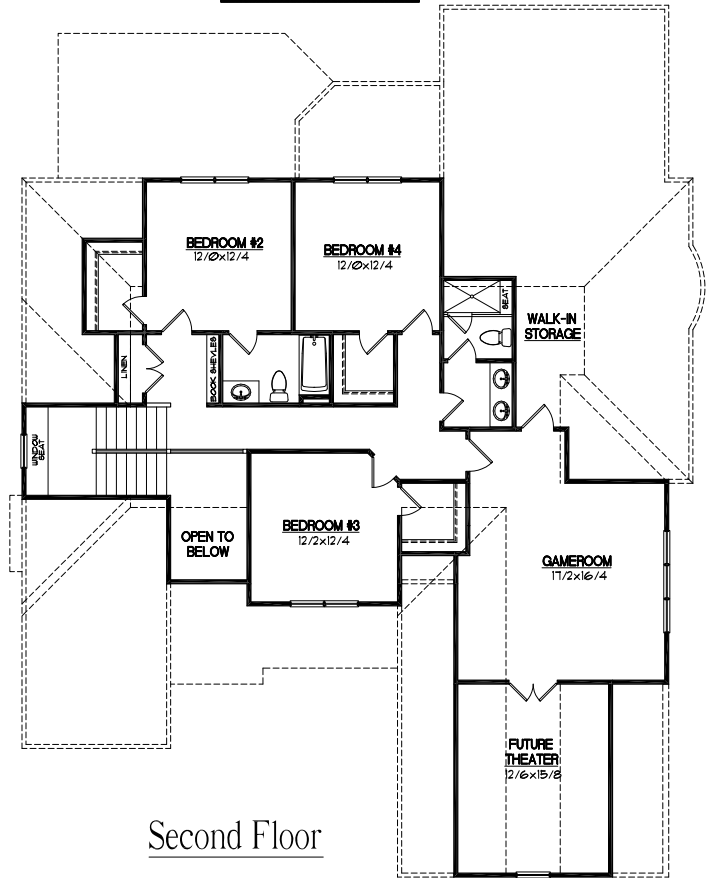 BEDROOM #2
12/0x12/4
BEDROOM #4
12/0x12/4
SEAT
WALK-IN
STORAGE
LINEN
BOOK SHEVLES
WINDOW
SEAT
OPEN TO
BELOW
BEDROOM #3
12/2x12/4
GAMEROOM
17/2x16/4
FUTURE
THEATER
12/6x15/8
Second Floor